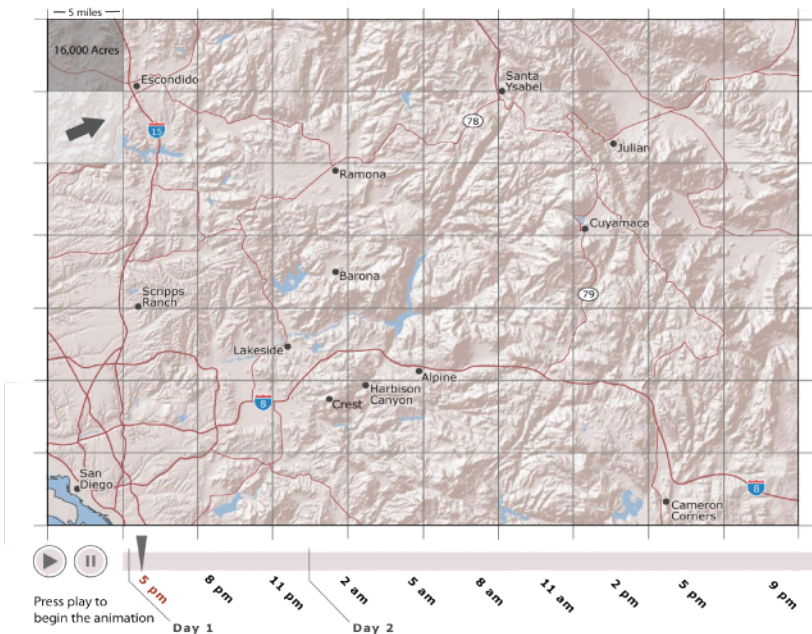 5 miles
16,000 Acres
Escondido
Santa
Ysabel
15
78
Julian
Ramona
Cuyamaca
Barona
79
Scripps
Ranch
Lakeside
Alpine
Harbison
Canyon
Crest
8
San
Diego
8
Cameron
Corners
5 pm
8 pm
11 pm
2 am
5 am
8 am
11 am
2 pm
5 pm
9 pm
Press play to
begin the animation
Day 1
Day 2